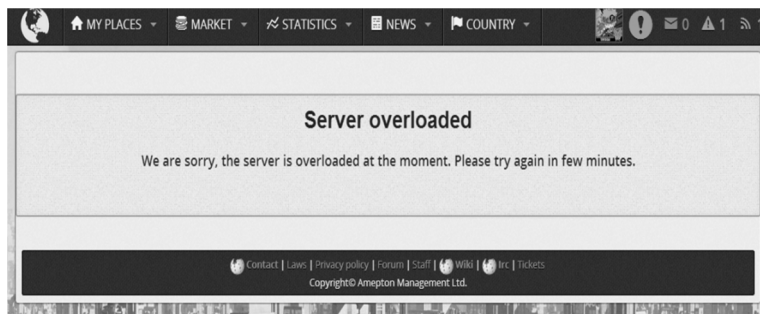 MY PLACES MARKET STATISTICS NEWS COUNTRY 0 1
Server overloaded
We are sorry, the server is overloaded at the moment. Please try again in few minutes.
Contact | Laws | Privacy policy | Forum | Staff | Wiki | Irc | Tickets
Copyright© Amepton Management Ltd.